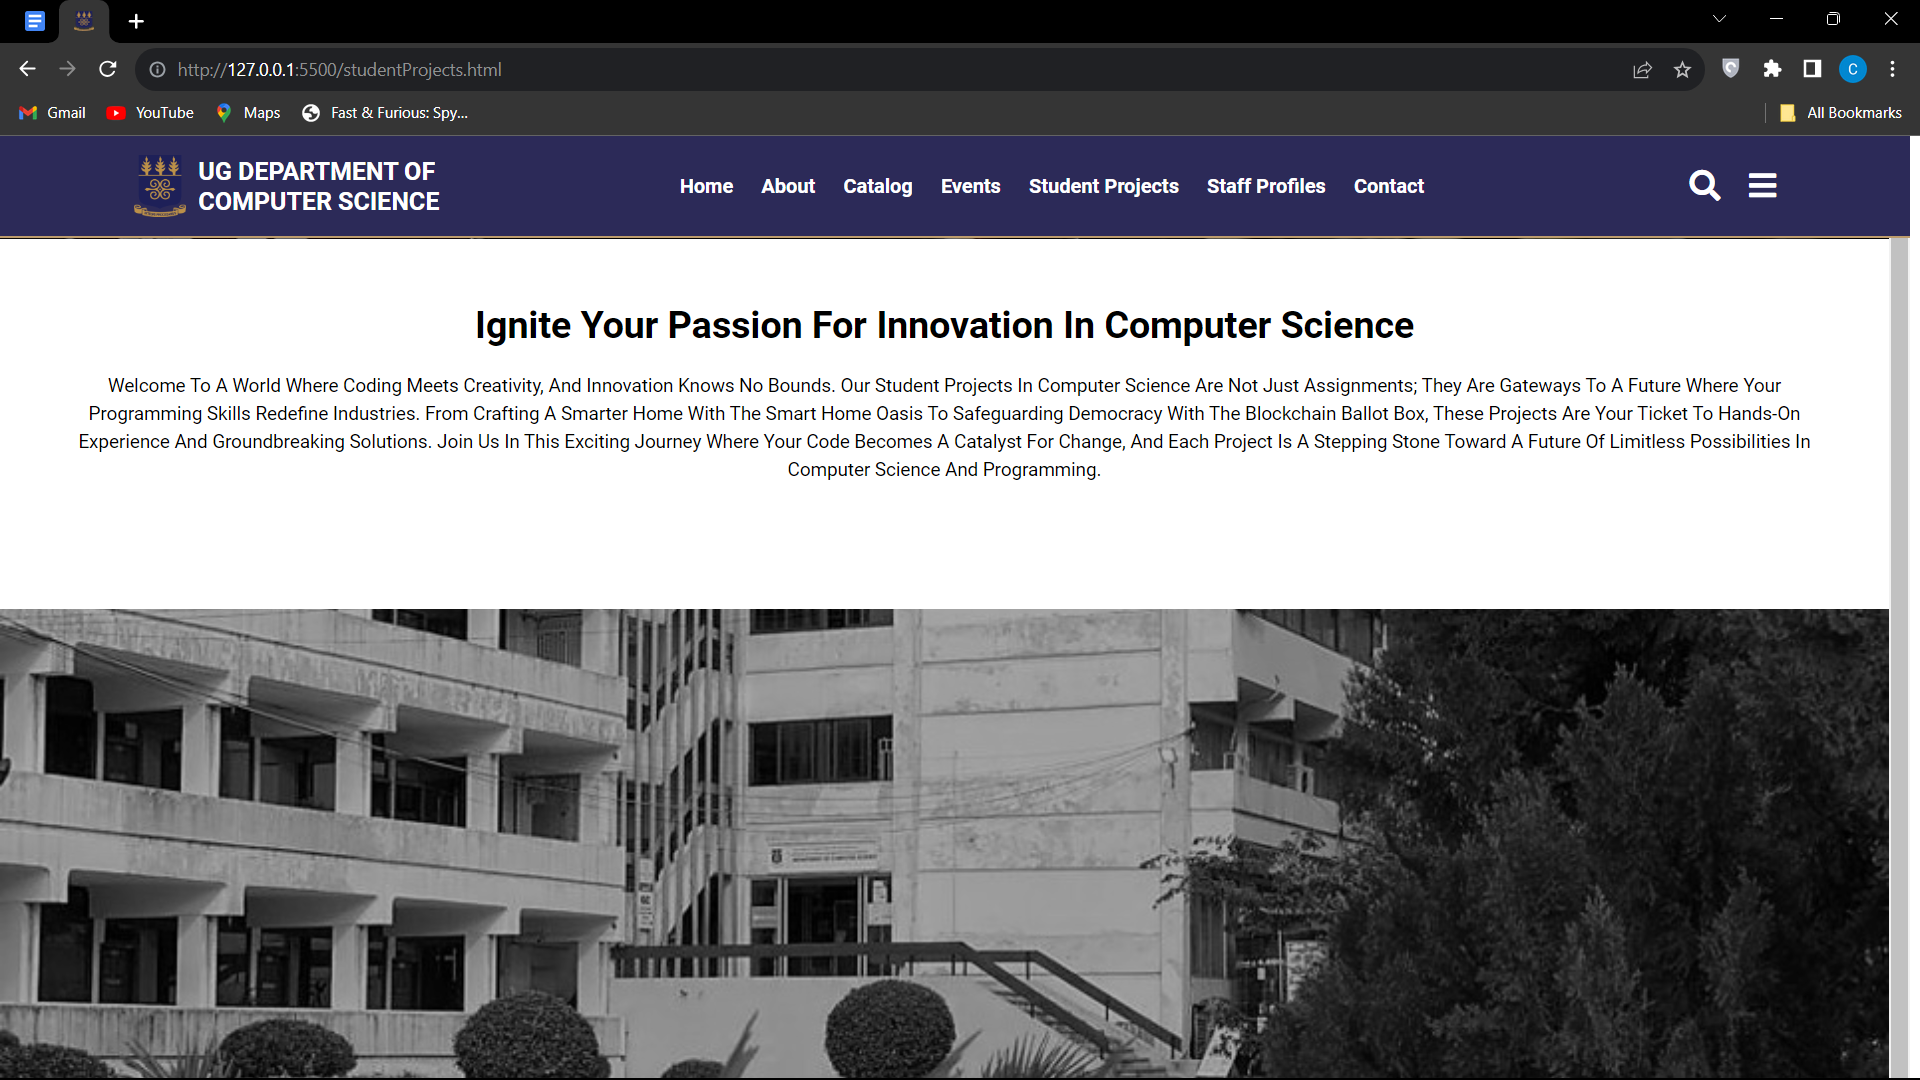 http://127.0.0.1:5500/studentProjects.html
C
Gmail YouTube Maps Fast & Furious: Spy... All Bookmarks
UG DEPARTMENT OF
COMPUTER SCIENCE
Home About Catalog Events Student Projects Staff Profiles Contact
Ignite Your Passion For Innovation In Computer Science
Welcome To A World Where Coding Meets Creativity, And Innovation Knows No Bounds. Our Student Projects In Computer Science Are Not Just Assignments; They Are Gateways To A Future Where Your
Programming Skills Redefine Industries. From Crafting A Smarter Home With The Smart Home Oasis To Safeguarding Democracy With The Blockchain Ballot Box, These Projects Are Your Ticket To Hands-On
Experience And Groundbreaking Solutions. Join Us In This Exciting Journey Where Your Code Becomes A Catalyst For Change, And Each Project Is A Stepping Stone Toward A Future Of Limitless Possibilities In
Computer Science And Programming.
DEPARTMENT OF COMPUTER SCIENCE